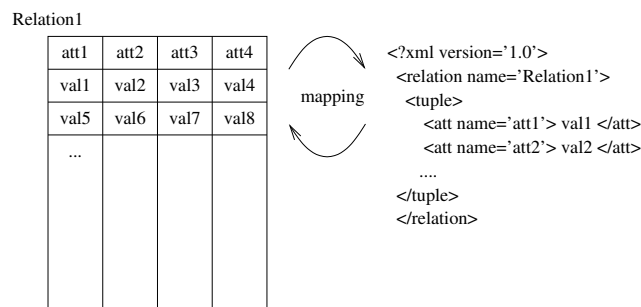 Relation1
att1 att2 att3 att4
val1 val2 val3 val4
val5 val6 val7 val8
...
mapping
<?xml version=’1.0’>
<relation name=’Relation1’>
<tuple>
<att name=’att1’> val1 </att>
<att name=’att2’> val2 </att>
....
</tuple>
</relation>